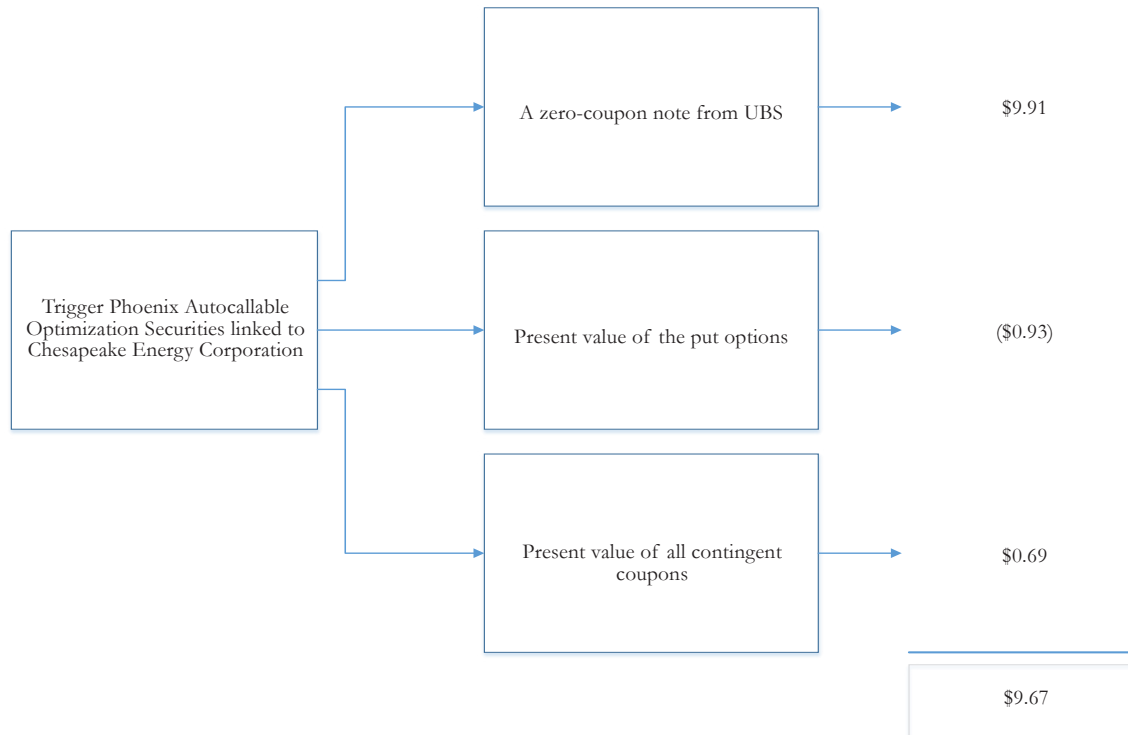 A zero-coupon note from UBS
$9.91
Trigger Phoenix Autocallable
Optimization Securities linked to
Chesapeake Energy Corporation
Present value of the put options
($0.93)
Present value of all contingent
coupons
$0.69
$9.67